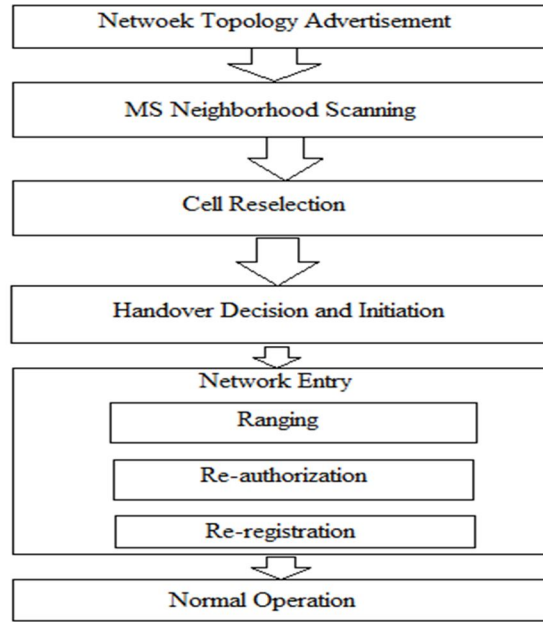 Netwoek Topology Advertisement
MS Neighborhood Scanning
Cell Reselection
Handover Decision and Initiation
Network Entry
Ranging
Re-authorization
Re-registration
Normal Operation